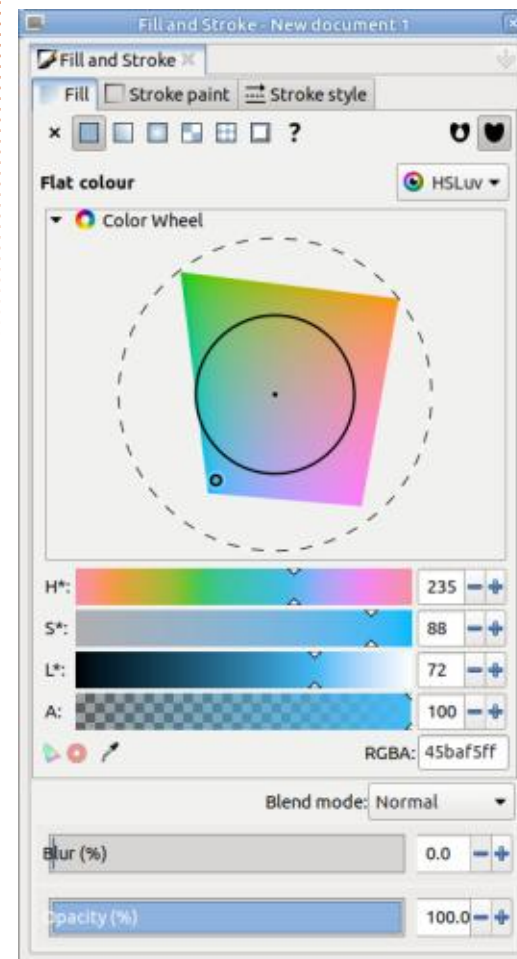 Fill and Stroke - New document 1
Fill and Stroke
Fill Stroke paint Stroke style
?
Flat colour HSLuv
Color Wheel
H*: 235
S*: 88
L*: 72
A: 100
RGBA: 45baf5ff
Blend mode: Normal
Blur (%) 0.0
Opacity (%) 100.0